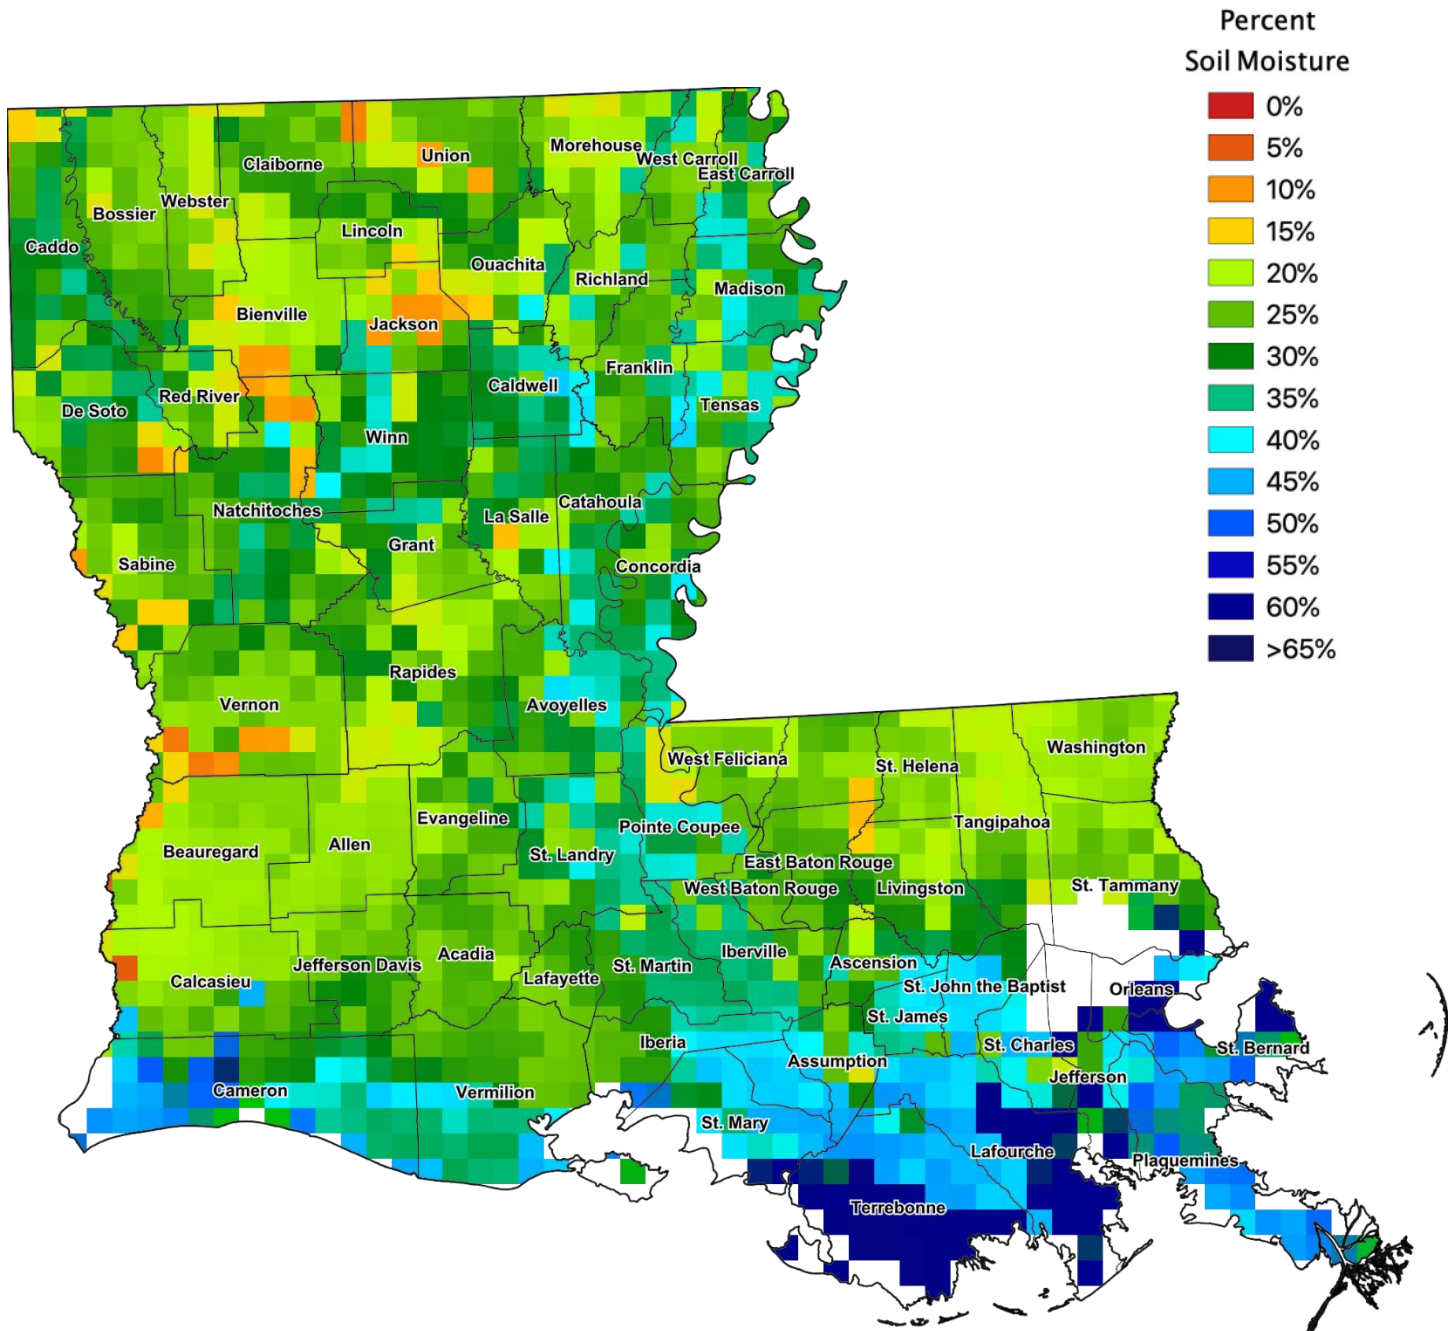 Percent
Soil Moisture
0%
5%
10%
15%
20%
25%
30%
35%
40%
45%
50%
55%
60%
>65%
Claiborne
Union
Morehouse
West Carroll
East Carroll
Bossier
Webster
Caddo
Lincoln
Ouachita
Richland
Madison
Bienville
Jackson
De Soto
Red River
Caldwell
Franklin
Tensas
Winn
Natchitoches
La Salle
Catahoula
Sabine
Grant
Concordia
Rapides
Vernon
Avoyelles
West Feliciana
St. Helena
Washington
Evangeline
Pointe Coupee
Tangipahoa
Beauregard
Allen
St. Landry
East Baton Rouge
West Baton Rouge
Livingston
St. Tammany
Calcasieu
Jefferson Davis
Acadia
Lafayette
St. Martin
Iberville
Ascension
St. John the Baptist
Orleans
St. James
Iberia
Assumption
St. Charles
St. Bernard
Jefferson
Cameron
Vermilion
St. Mary
Lafourche
Plaquemines
Terrebonne